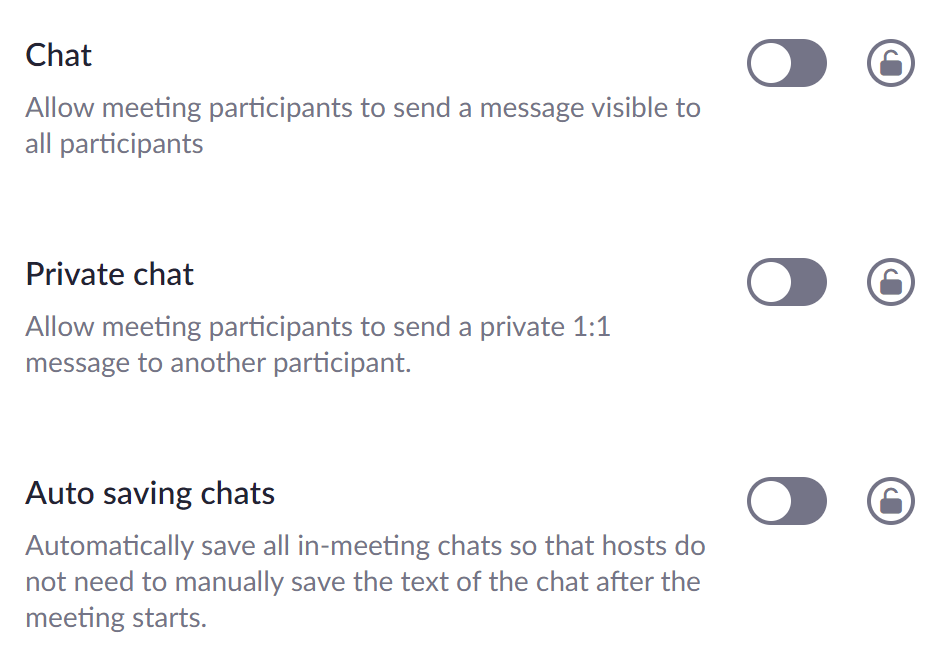 Chat
Allow meeting participants to send a message visible to
all participants
Private chat
Allow meeting participants to send a private 1:1
message to another participant.
Auto saving chats
Automatically save all in-meeting chats so that hosts do
not need to manually save the text of the chat after the
meeting starts.